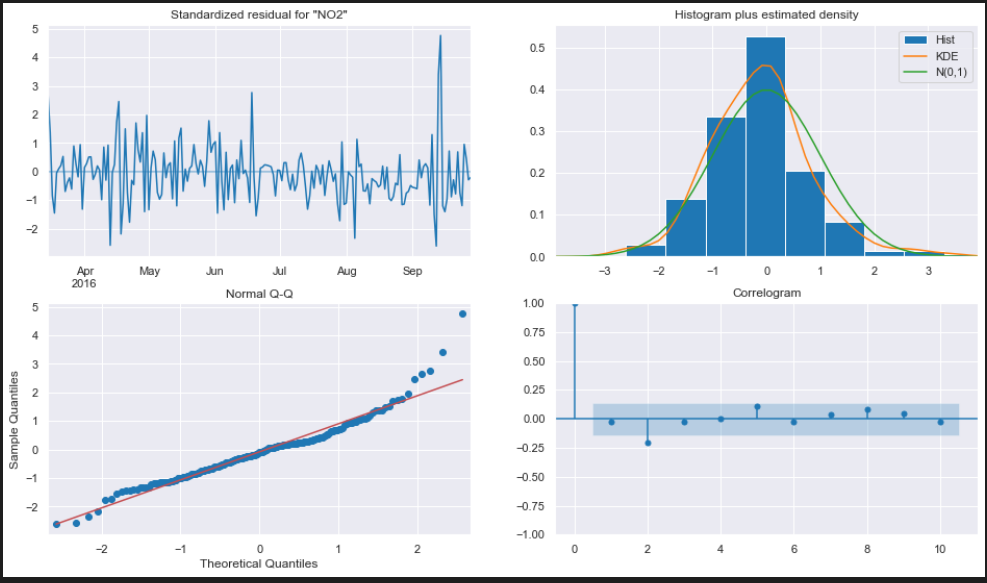 Standardized residual for "NO2"
5
4
3
2
1
0
−1
−2
Apr May Jun Jul Aug Sep
2016
Histogram plus estimated density
Hist
KDE
N(0,1)
0.5
0.4
0.3
0.2
0.1
0.0
−3 −2 −1 0 1 2 3
Normal Q-Q
Sample Quantiles
5
4
3
2
1
0
−1
−2
−2 −1 0 1 2
Theoretical Quantiles
Correlogram
1.00
0.75
0.50
0.25
0.00
−0.25
−0.50
−0.75
−1.00
0 2 4 6 8 10